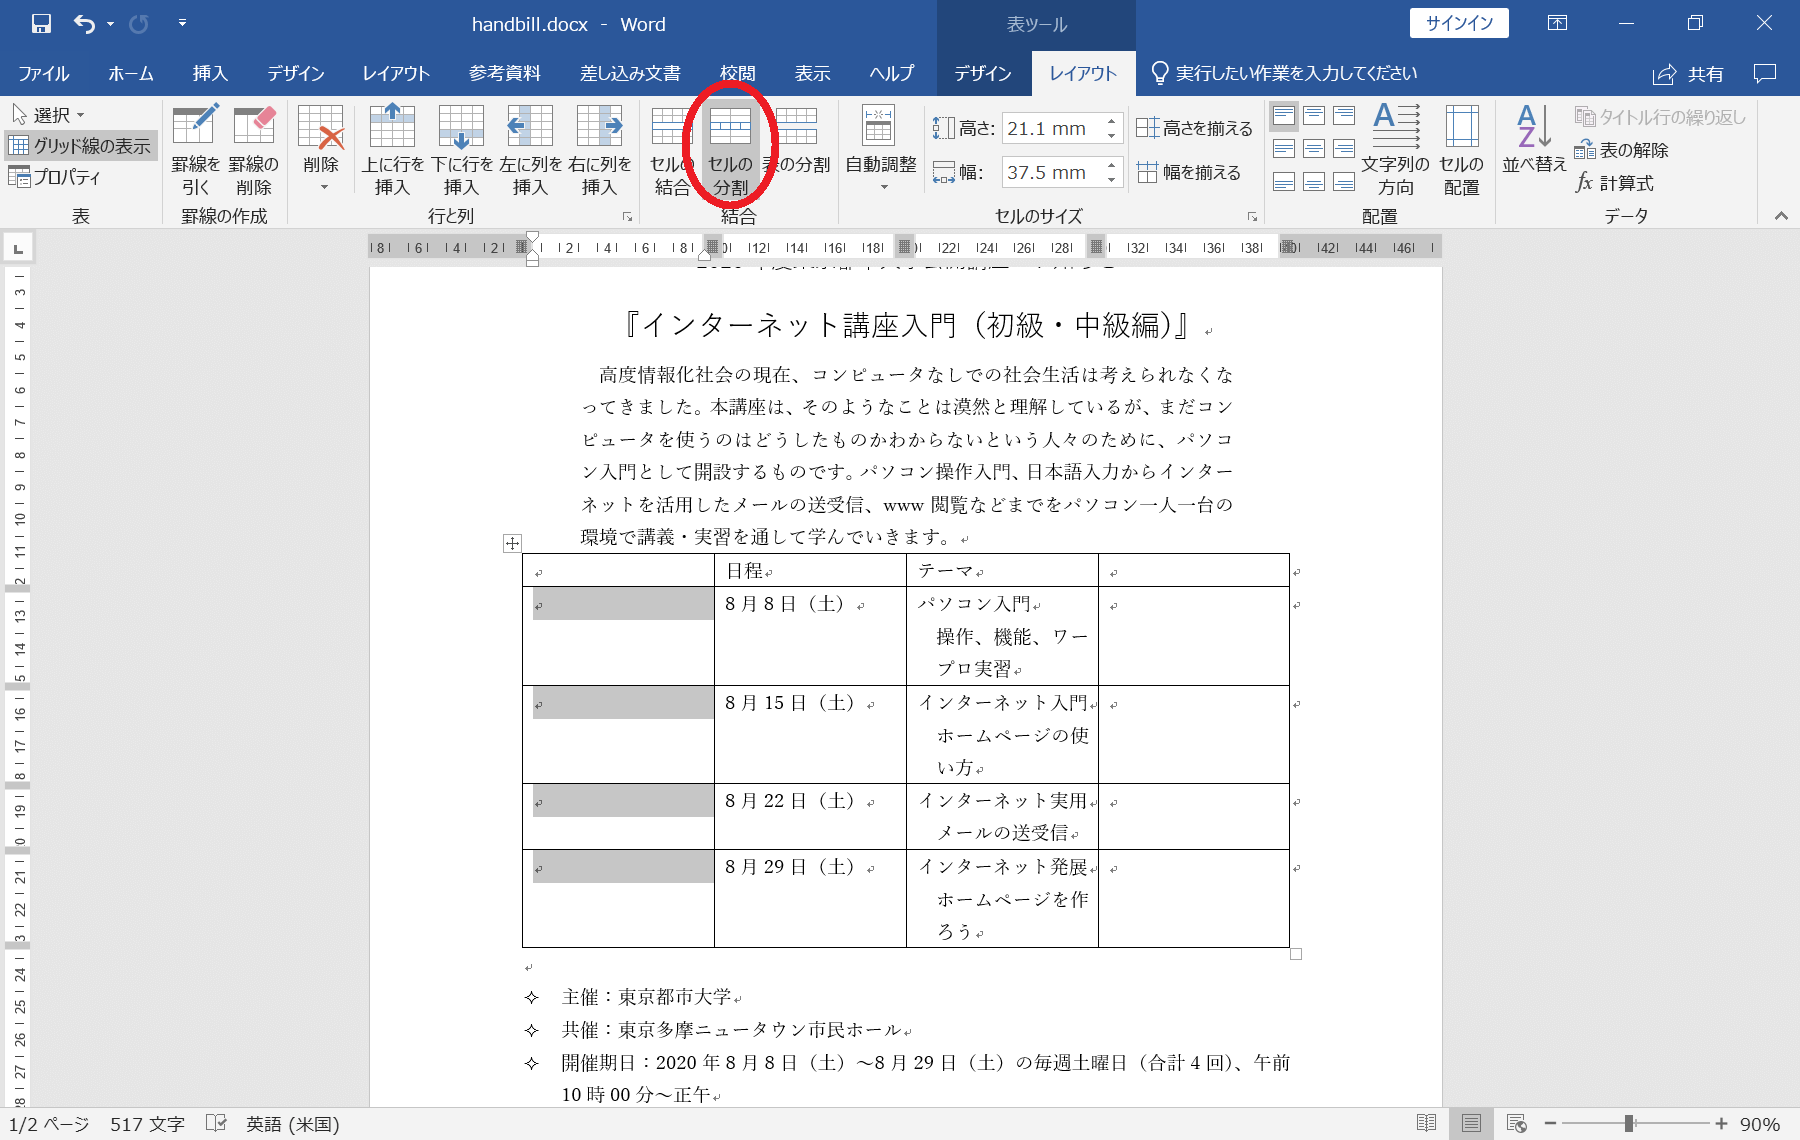 handbill.docx - Word
表ツール
サインイン
ファイル ホーム 挿入 デザイン レイアウト 参考資料 差し込み文書 校閲 表示 ヘルプ デザイン レイアウト 実行したい作業を入力してください 共有
選択
グリッド線の表示
プロパティ
表
罫線を引く
罫線の削除
罫線の作成
削除
上に行を挿入
下に行を挿入
左に列を挿入
右に列を挿入
行と列
セルの結合
セルの分割
表の分割
結合
自動調整
高さ: 21.1 mm
幅: 37.5 mm
高さを揃える
幅を揃える
セルのサイズ
文字列の方向
セルの配置
配置
並べ替え
タイトル行の繰り返し
表の解除
計算式
データ
『インターネット講座入門（初級・中級編）』
高度情報化社会の現在、コンピュータなしでの社会生活は考えられなくな
ってきました。本講座は、そのようなことは漠然と理解しているが、まだコン
ピュータを使うのはどうしたものかわからないという人々のために、パソコ
ン入門として開設するものです。パソコン操作入門、日本語入力からインター
ネットを活用したメールの送受信、www 閲覧などまでをパソコン一人一台の
環境で講義・実習を通して学んでいきます。
日程 テーマ
8 月 8 日（土） パソコン入門
操作、機能、ワー
プロ実習
8 月 15 日（土） インターネット入門
ホームページの使
い方
8 月 22 日（土） インターネット実用
メールの送受信
8 月 29 日（土） インターネット発展
ホームページを作
ろう
主催：東京都市大学
共催：東京多摩ニュータウン市民ホール
開催期日：2020 年 8 月 8 日（土）～8 月 29 日（土）の毎週土曜日（合計 4 回）、午前
10 時 00 分～正午
1/2 ページ 517 文字 英語 (米国) 90%